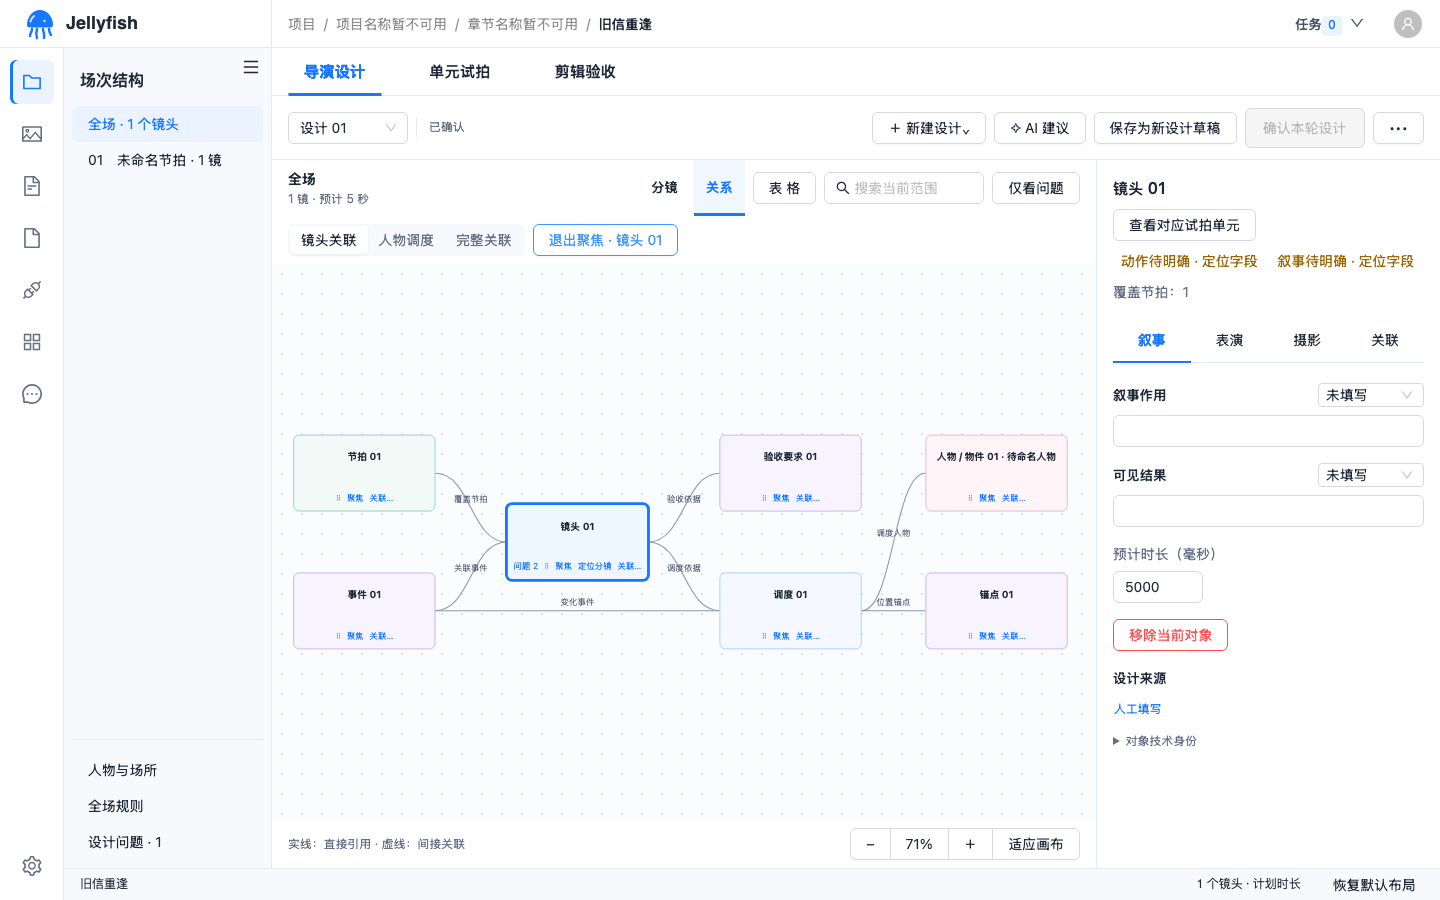 Jellyfish
项目 / 项目名称暂不可用 / 章节名称暂不可用 / 旧信重逢
任务 0
场次结构
全场 · 1 个镜头
01 未命名节拍 · 1 镜
人物与场所
全场规则
设计问题 · 1
导演设计 单元试拍 剪辑验收
设计 01
已确认
新建设计
AI 建议
保存为新设计草稿
确认本轮设计
全场
1 镜 · 预计 5 秒
分镜
关系
表 格
搜索当前范围
仅看问题
镜头关联
人物调度
完整关联
退出聚焦 · 镜头 01
节拍 01
聚焦 关联...
覆盖节拍
事件 01
聚焦 关联...
关联事件
镜头 01
问题 2 聚焦 定位分镜 关联...
变化事件
验收依据
调度依据
验收要求 01
聚焦 关联...
调度 01
聚焦 关联...
调度人物
位置锚点
人物 / 物件 01 · 待命名人物
聚焦 关联...
锚点 01
聚焦 关联...
实线：直接引用 · 虚线：间接关联
− 71% +
适应画布
镜头 01
查看对应试拍单元
动作待明确 · 定位字段
叙事待明确 · 定位字段
覆盖节拍：1
叙事 表演 摄影 关联
叙事作用
未填写
可见结果
未填写
预计时长（毫秒）
5000
移除当前对象
设计来源
人工填写
对象技术身份
旧信重逢
1 个镜头 · 计划时长
恢复默认布局